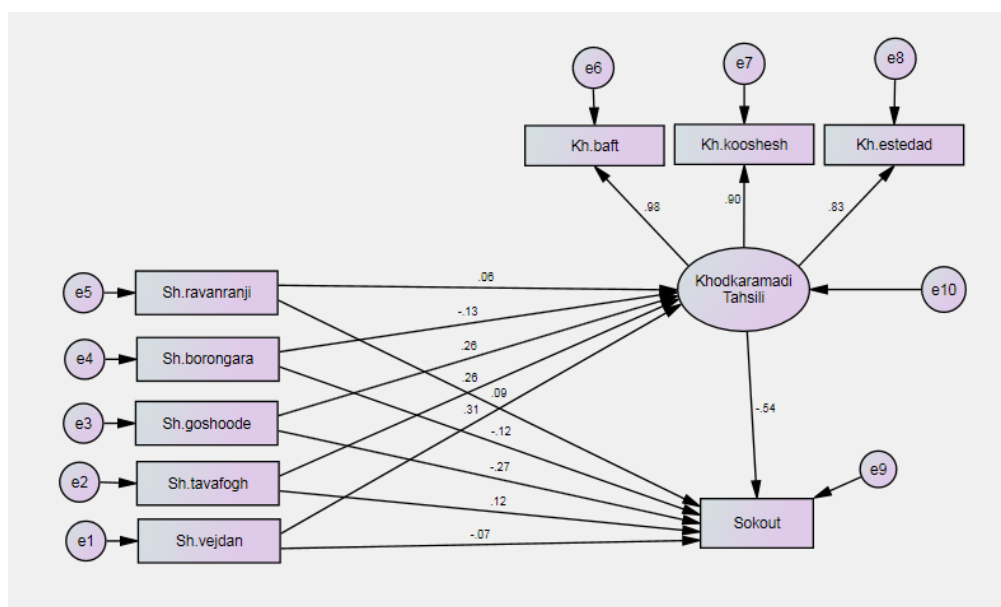 e6
e7
e8
Kh.baft
Kh.kooshesh
Kh.estedad
.98
.90
.83
Khodkaramadi
Tahsili
e10
e5
Sh.ravanranji
.06
e4
Sh.borongara
-.13
.26
e3
Sh.goshoode
.26
.09
.31
-.54
-.12
e2
Sh.tavafogh
-.27
e9
.12
Sokout
e1
Sh.vejdan
-.07